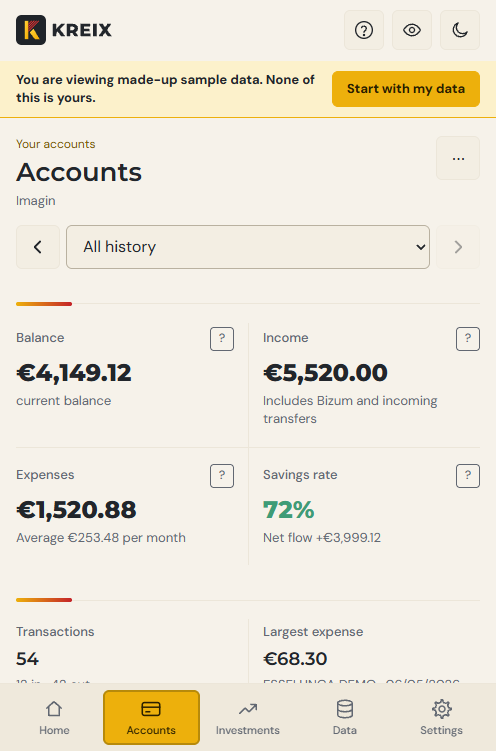 KREIX
You are viewing made-up sample data. None of
this is yours.
Start with my data
Your accounts
Accounts
...
Imagin
All history
Balance
?
Income
?
€4,149.12
€5,520.00
current balance
Includes Bizum and incoming
transfers
Expenses
?
Savings rate
?
€1,520.88
72%
Average €253.48 per month
Net flow +€3,999.12
Transactions
Largest expense
54
€68.30
Home
Accounts
Investments
Data
Settings